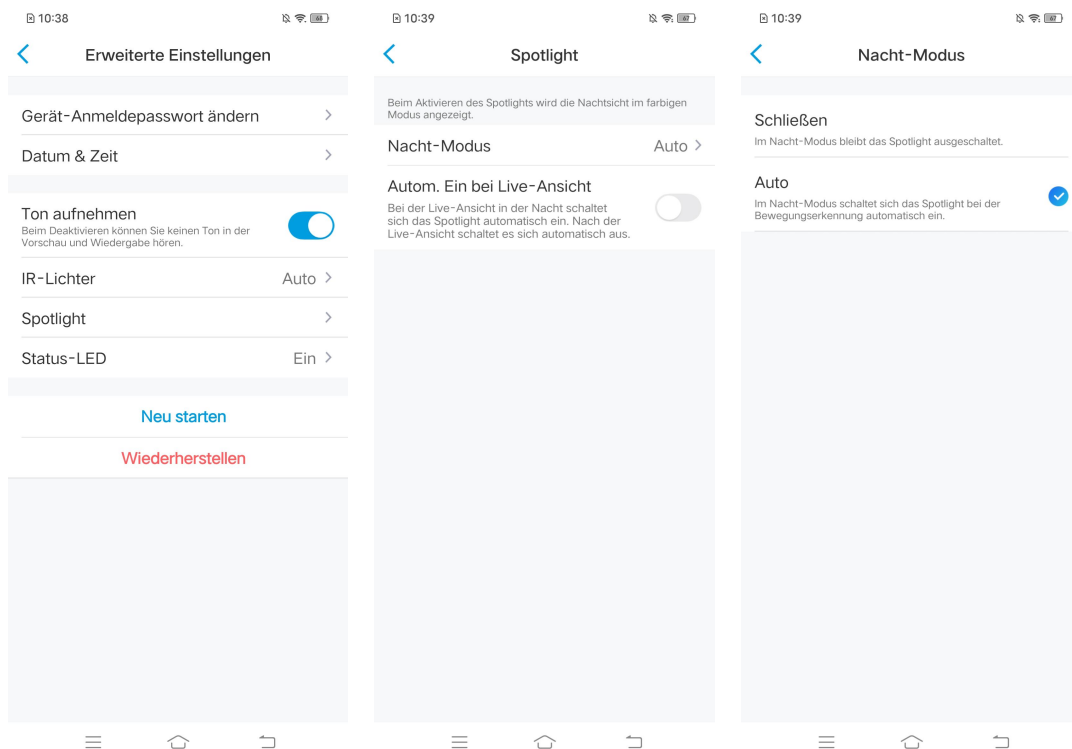 10:38
68
Erweiterte Einstellungen
Gerät-Anmeldepasswort ändern
Datum & Zeit
Ton aufnehmen
Beim Deaktivieren können Sie keinen Ton in der
Vorschau und Wiedergabe hören.
IR-Lichter Auto
Spotlight
Status-LED Ein
Neu starten
Wiederherstellen
10:39
67
Spotlight
Beim Aktivieren des Spotlights wird die Nachtsicht im farbigen
Modus angezeigt.
Nacht-Modus Auto
Autom. Ein bei Live-Ansicht
Bei der Live-Ansicht in der Nacht schaltet
sich das Spotlight automatisch ein. Nach der
Live-Ansicht schaltet es sich automatisch aus.
10:39
67
Nacht-Modus
Schließen
Im Nacht-Modus bleibt das Spotlight ausgeschaltet.
Auto
Im Nacht-Modus schaltet sich das Spotlight bei der
Bewegungserkennung automatisch ein.